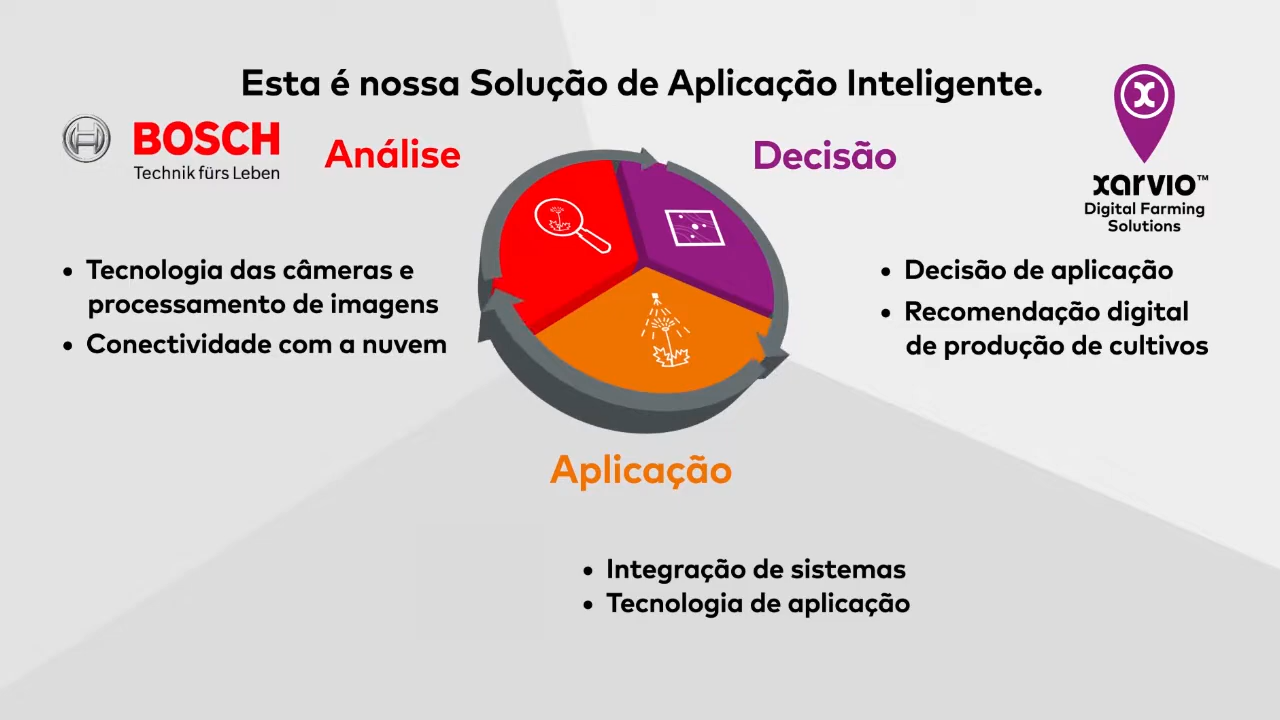 Esta é nossa Solução de Aplicação Inteligente.
BOSCH
Technik fürs Leben
Análise
Decisão
xarvio™
Digital Farming
Solutions
• Tecnologia das câmeras e
processamento de imagens
• Conectividade com a nuvem
• Decisão de aplicação
• Recomendação digital
de produção de cultivos
Aplicação
• Integração de sistemas
• Tecnologia de aplicação